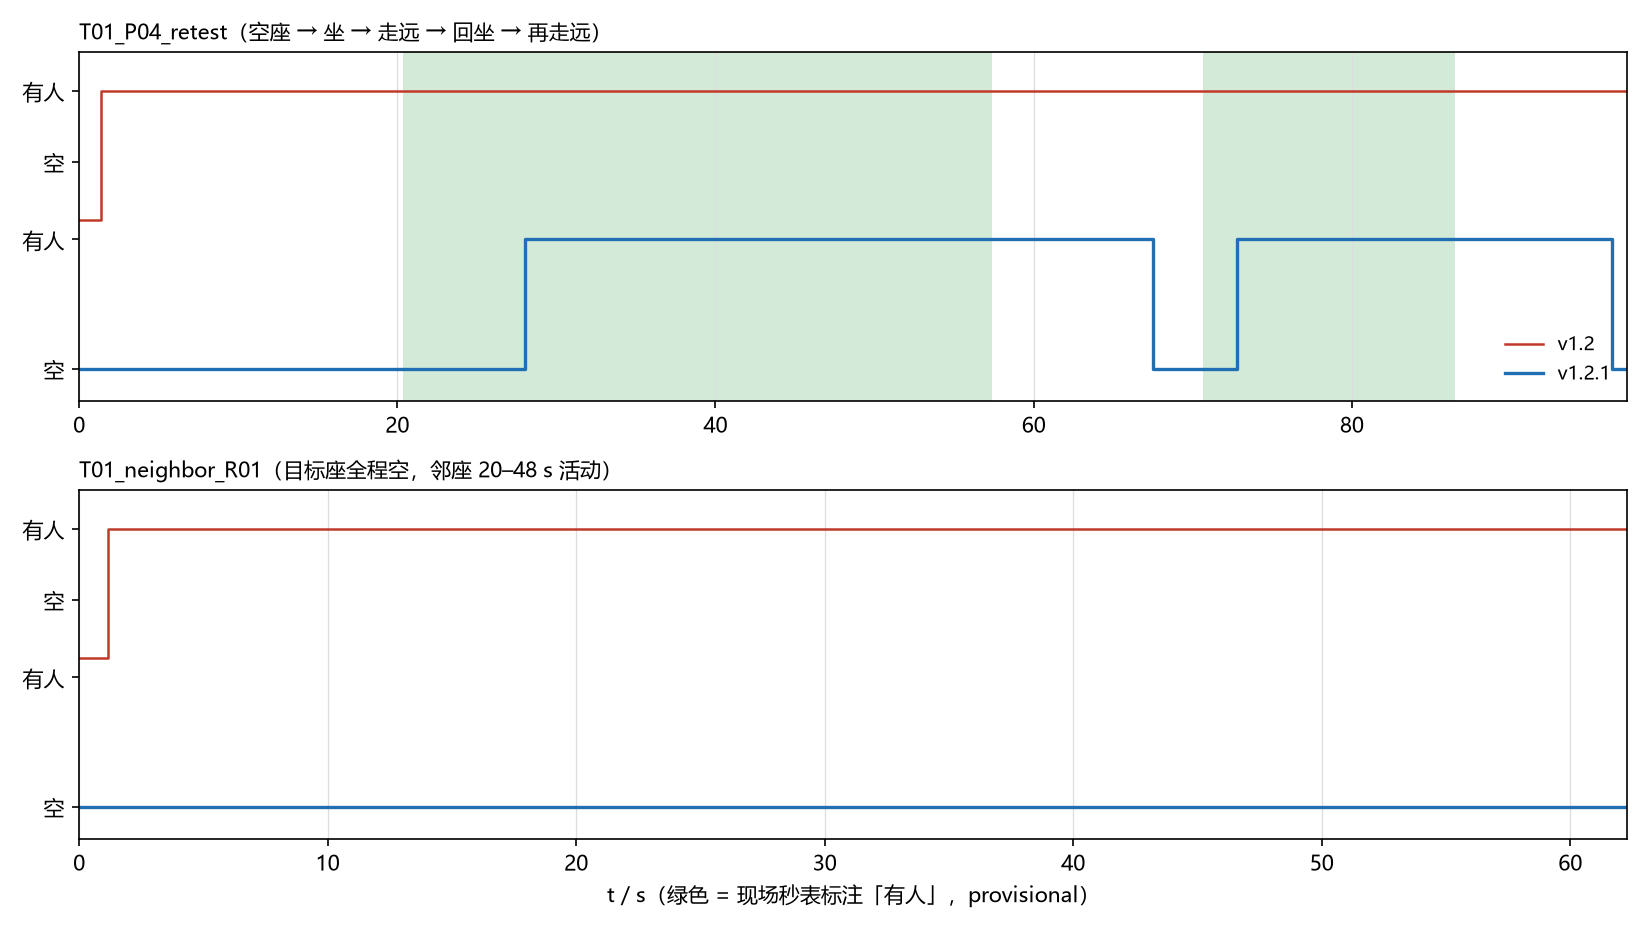 T01_P04_retest（空座 → 坐 → 走远 → 回坐 → 再走远）
有人
空
有人
空
v1.2
v1.2.1
0 20 40 60 80
T01_neighbor_R01（目标座全程空，邻座 20–48 s 活动）
有人
空
有人
空
0 10 20 30 40 50 60
t / s（绿色 = 现场秒表标注「有人」，provisional）